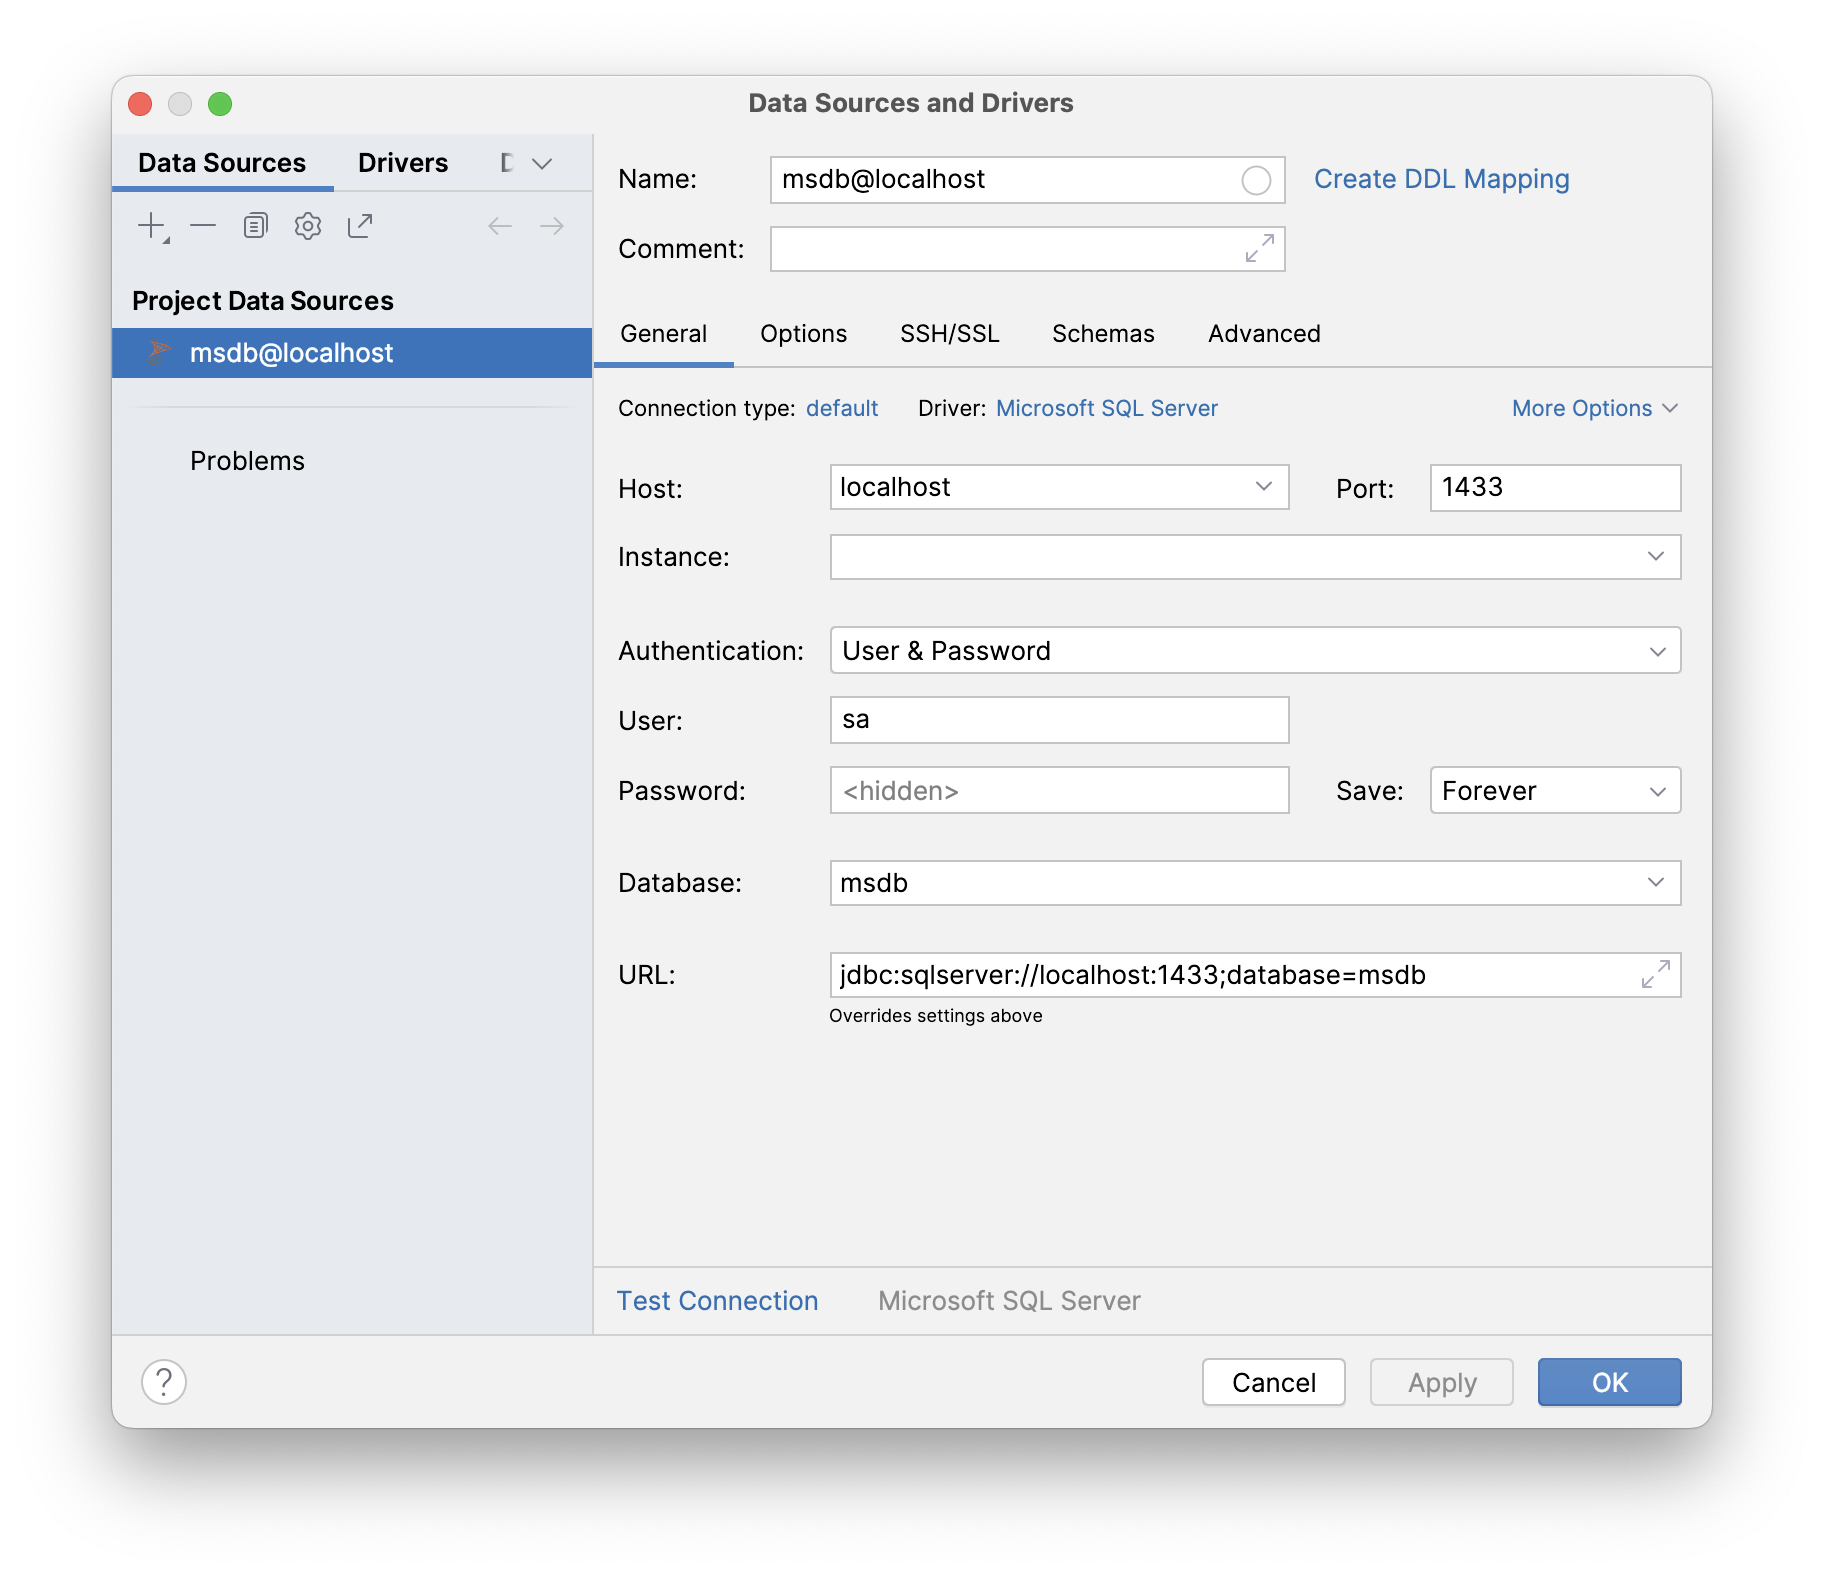 Data Sources and Drivers
Data Sources Drivers D
Project Data Sources
msdb@localhost
Problems
Name: msdb@localhost Create DDL Mapping
Comment:
General Options SSH/SSL Schemas Advanced
Connection type: default Driver: Microsoft SQL Server More Options
Host: localhost Port: 1433
Instance:
Authentication: User & Password
User: sa
Password: <hidden> Save: Forever
Database: msdb
URL: jdbc:sqlserver://localhost:1433;database=msdb
Overrides settings above
Test Connection Microsoft SQL Server
? Cancel Apply OK